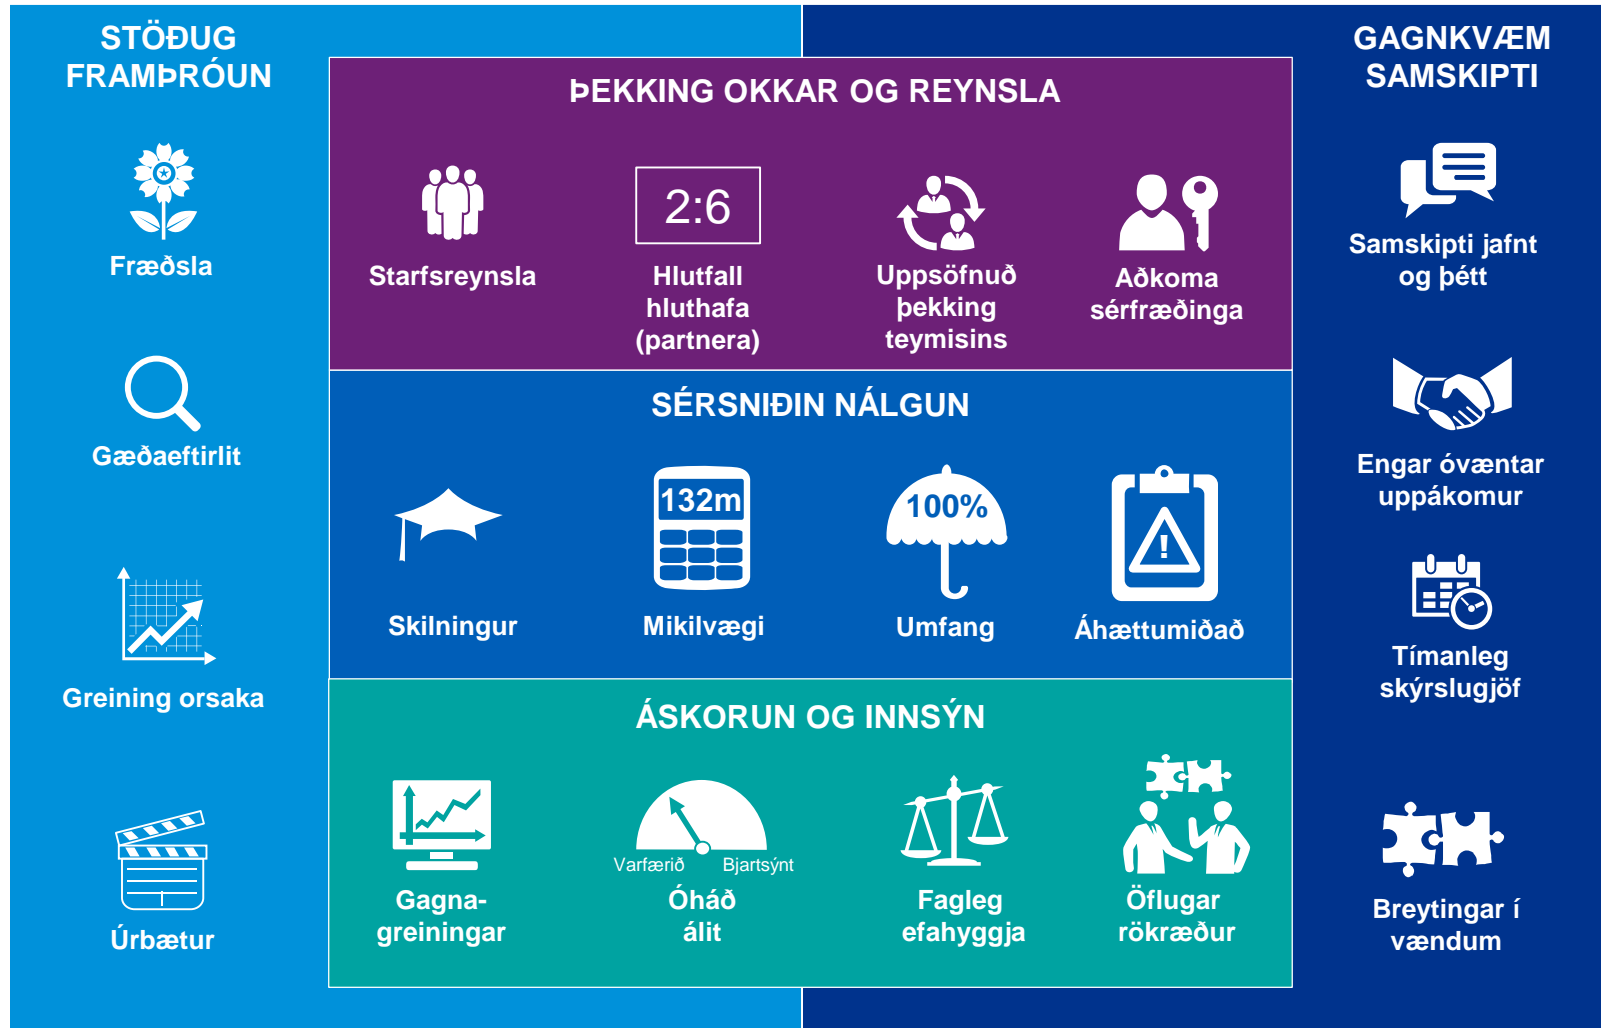 STÖÐUG
FRAMÞRÓUN
Fræðsla
Gæðaeftirlit
Greining orsaka
Úrbætur
ÞEKKING OKKAR OG REYNSLA
Starfsreynsla
2:6
Hlutfall
hluthafa
(partnera)
Uppsöfnuð
þekking
teymisins
Aðkoma
sérfræðinga
SÉRSNIÐIN NÁLGUN
Skilningur
132m
Mikilvægi
100%
Umfang
!
Áhættumiðað
ÁSKORUN OG INNSÝN
Gagna-
greiningar
Varfærið
Bjartsýnt
Óháð
álit
Fagleg
efahyggja
Öflugar
rökræður
GAGNKVÆM
SAMSKIPTI
Samskipti jafnt
og þétt
Engar óvæntar
uppákomur
Tímanleg
skýrslugjöf
Breytingar í
vændum